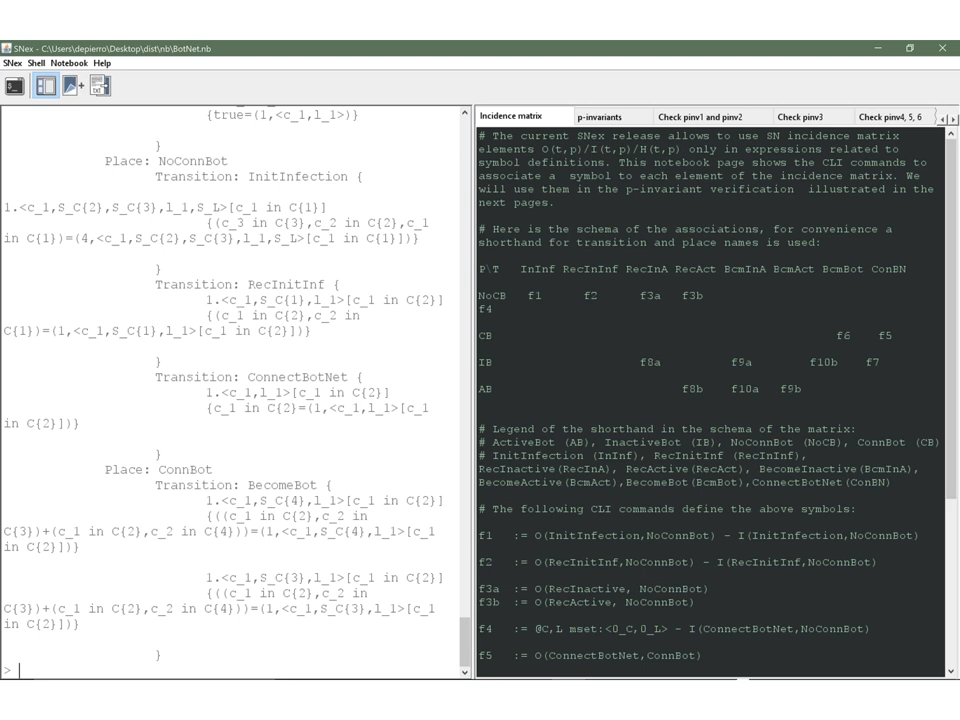 SNex - C:\Users\depierro\Desktop\dist\nb\BotNet.nb
SNex Shell Notebook Help
{true=(1,<c_1,l_1>)}
}
Place: NoConnBot
Transition: InitInfection {
1.<c_1,S_C{2},S_C{3},l_1,S_L>[c_1 in C{1}]
{(c_3 in C{3},c_2 in C{2},c_1
in C{1})=(4,<c_1,S_C{2},S_C{3},l_1,S_L>[c_1 in C{1}])}
}
Transition: RecInitInf {
1.<c_1,S_C{1},l_1>[c_1 in C{2}]
{(c_1 in C{2},c_2 in
C{1})=(1,<c_1,S_C{1},l_1>[c_1 in C{2}])}
}
Transition: ConnectBotNet {
1.<c_1,l_1>[c_1 in C{2}]
{c_1 in C{2}=(1,<c_1,l_1>[c_1
in C{2}])}
}
Place: ConnBot
Transition: BecomeBot {
1.<c_1,S_C{4},l_1>[c_1 in C{2}]
{((c_1 in C{2},c_2 in
C{3})+(c_1 in C{2},c_2 in C{4}))=(1,<c_1,S_C{4},l_1>[c_1
in C{2}])}
1.<c_1,S_C{3},l_1>[c_1 in C{2}]
{((c_1 in C{2},c_2 in
C{3})+(c_1 in C{2},c_2 in C{4}))=(1,<c_1,S_C{3},l_1>[c_1
in C{2}])}
}
>
Incidence matrix p-invariants Check pinv1 and pinv2 Check pinv3 Check pinv4, 5, 6
# The current SNex release allows to use SN incidence matrix
elements O(t,p)/I(t,p)/H(t,p) only in expressions related to
symbol definitions. This notebook page shows the CLI commands to
associate a symbol to each element of the incidence matrix. We
will use them in the p-invariant verification illustrated in the
next pages.
# Here is the schema of the associations, for convenience a
shorthand for transition and place names is used:
P\T InInf RecInInf RecInA RecAct BcmInA BcmAct BcmBot ConBN
NoCB f1 f2 f3a f3b
f4
CB f6 f5
IB f8a f9a f10b f7
AB f8b f10a f9b
# Legend of the shorthand in the schema of the matrix:
# ActiveBot (AB), InactiveBot (IB), NoConnBot (NoCB), ConnBot (CB)
# InitInfection (InInf), RecInitInf (RecInInf),
RecInactive(RecInA), RecActive(RecAct), BecomeInactive(BcmInA),
BecomeActive(BcmAct),BecomeBot(BcmBot),ConnectBotNet(ConBN)
# The following CLI commands define the above symbols:
f1 := O(InitInfection,NoConnBot) - I(InitInfection,NoConnBot)
f2 := O(RecInitInf,NoConnBot) - I(RecInitInf,NoConnBot)
f3a := O(RecInactive, NoConnBot)
f3b := O(RecActive, NoConnBot)
f4 := @C,L mset:<0_C,0_L> - I(ConnectBotNet,NoConnBot)
f5 := O(ConnectBotNet,ConnBot)